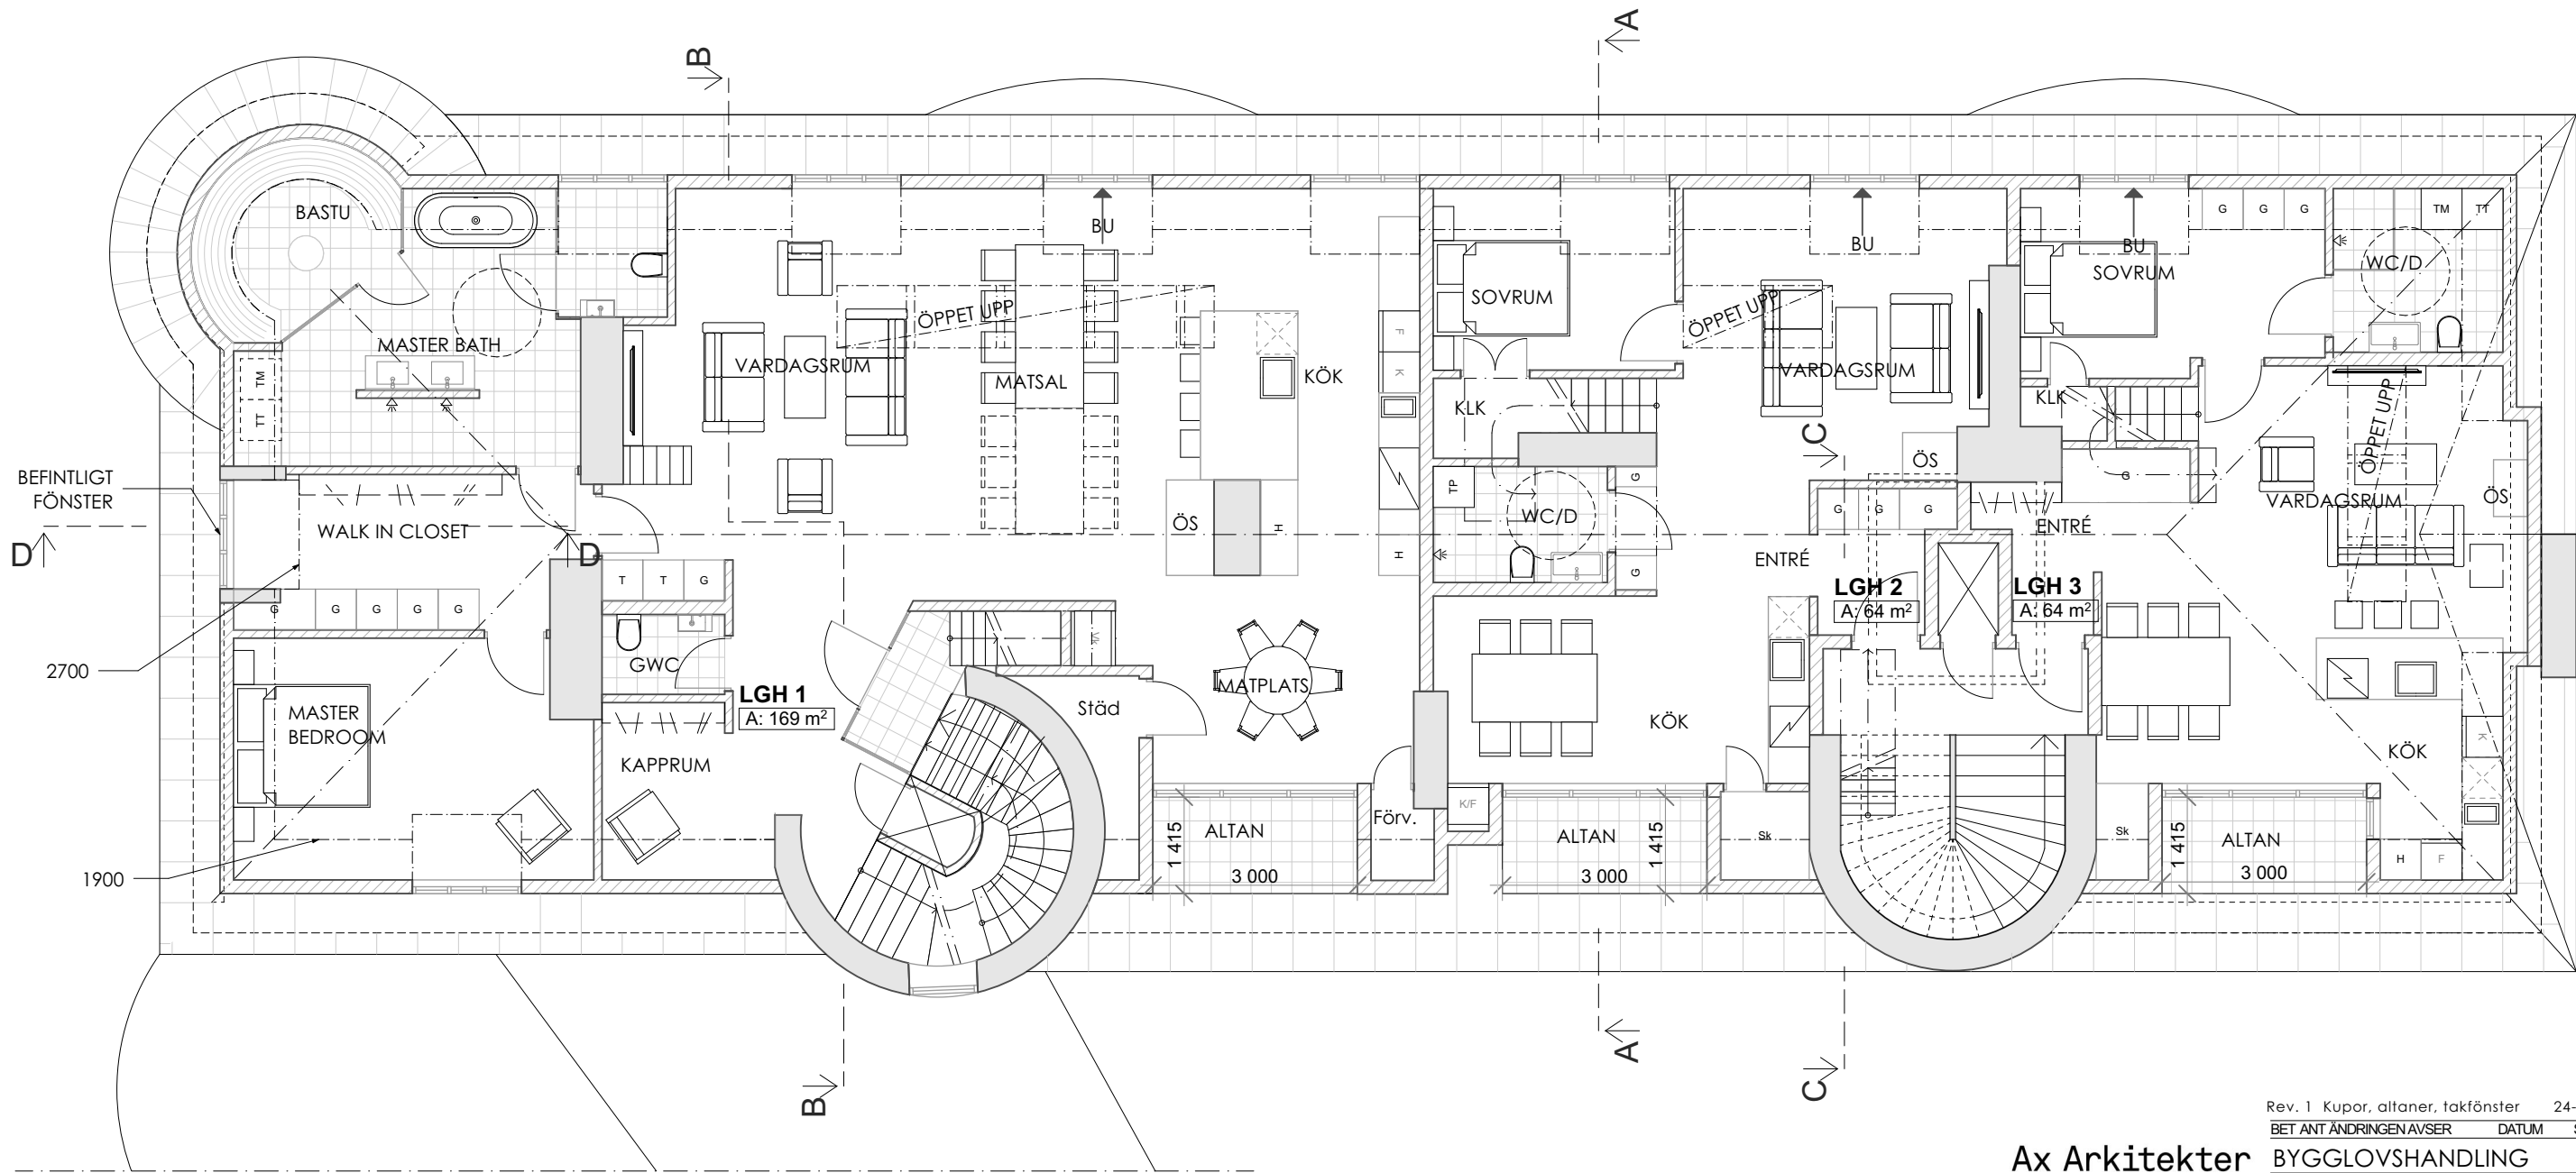 A
B
BASTU
BU
BU
BU
G
G
G
TM
TT
WC/D
SOVRUM
SOVRUM
ÖPPET UPP
ÖPPET UPP
MASTER BATH
VARDAGSRUM
MATSAL
KÖK
F
K
VARDAGSRUM
TM
TT
KLK
KLK
ÖPPET UPP
C
BEFINTLIGT
FÖNSTER
WALK IN CLOSET
ÖS
H
H
TP
WC/D
G
G
ÖS
G
G
G
G
ENTRÉ
ENTRÉ
VARDAGSRUM
ÖS
D
D
T
T
G
G
G
G
G
G
LGH 2
A: 64 m²
LGH 3
A: 64 m²
2700
GWC
VK
LGH 1
A: 169 m²
MASTER
BEDROOM
KAPPRUM
Städ
MATPLATS
KÖK
KÖK
K
K/F
Förv.
ALTAN
1 415
3 000
ALTAN
1 415
3 000
Sk
Sk
ALTAN
1 415
3 000
H
F
1900
A
B
C
Rev. 1 Kupor, altaner, takfönster 24-
BET ANT ÄNDRINGEN AVSER DATUM
Ax Arkitekter
BYGGLOVSHANDLING